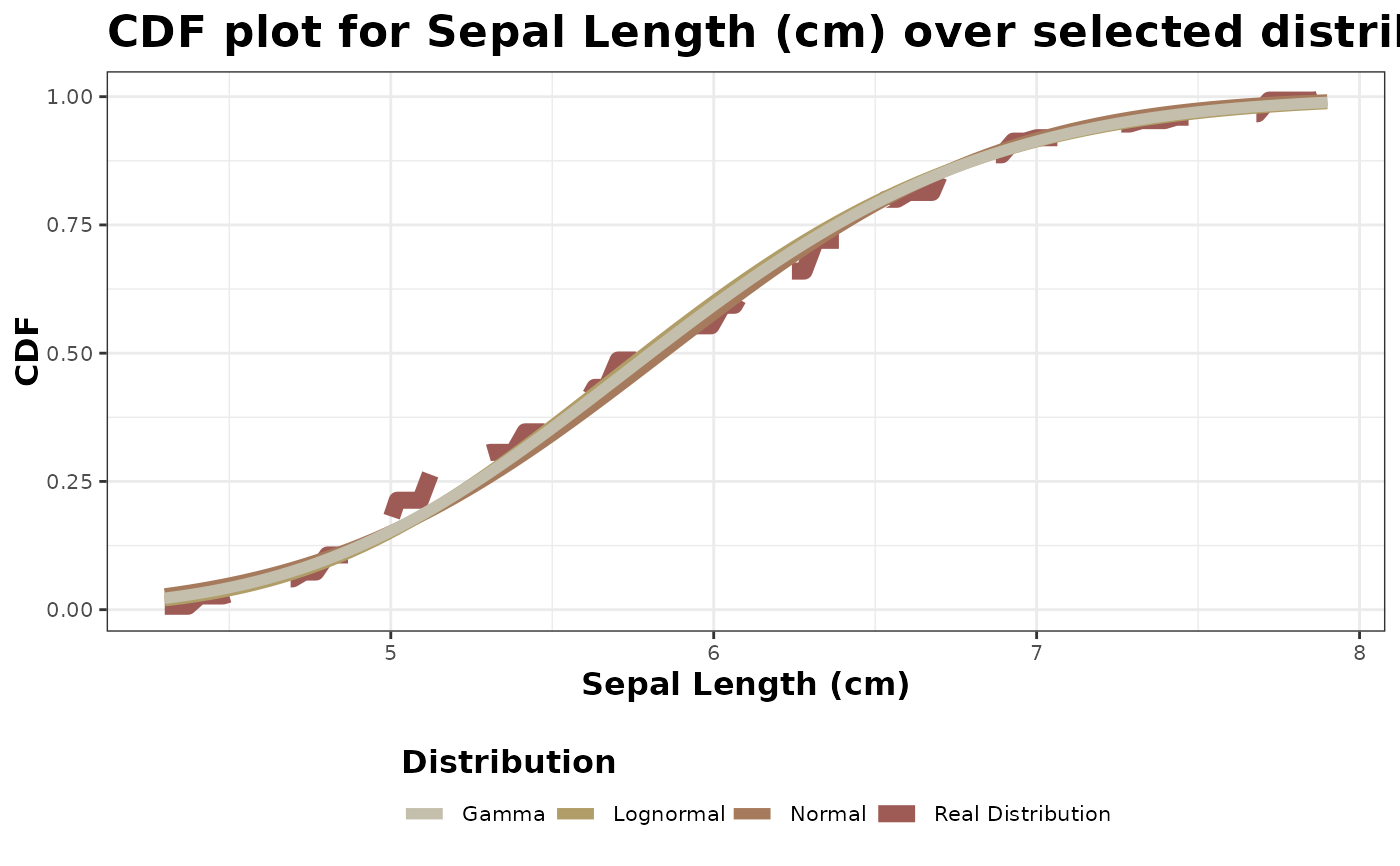 CDF plot for Sepal Length (cm) over selected distri
1.00
0.75
0.50
0.25
0.00
CDF
5 6 7 8
Sepal Length (cm)
Distribution
Gamma Lognormal Normal Real Distribution